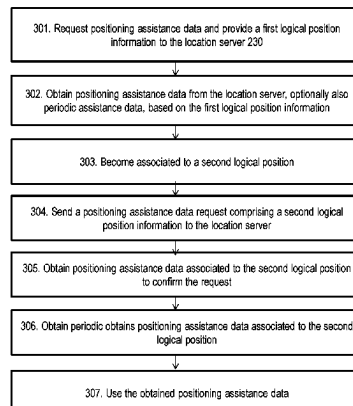 301. Request positioning assistance data and provide a first logical position
information to the location server 230
302. Obtain positioning assistance data from the location server, optionally also
periodic assistance data, based on the first logical position information
303. Become associated to a second logical position
304. Send a positioning assistance data request comprising a second logical
position information to the location server
305. Obtain positioning assistance data associated to the second logical position
to confirm the request
306. Obtain periodic obtains positioning assistance data associated to the second
logical position
307. Use the obtained positioning assistance data